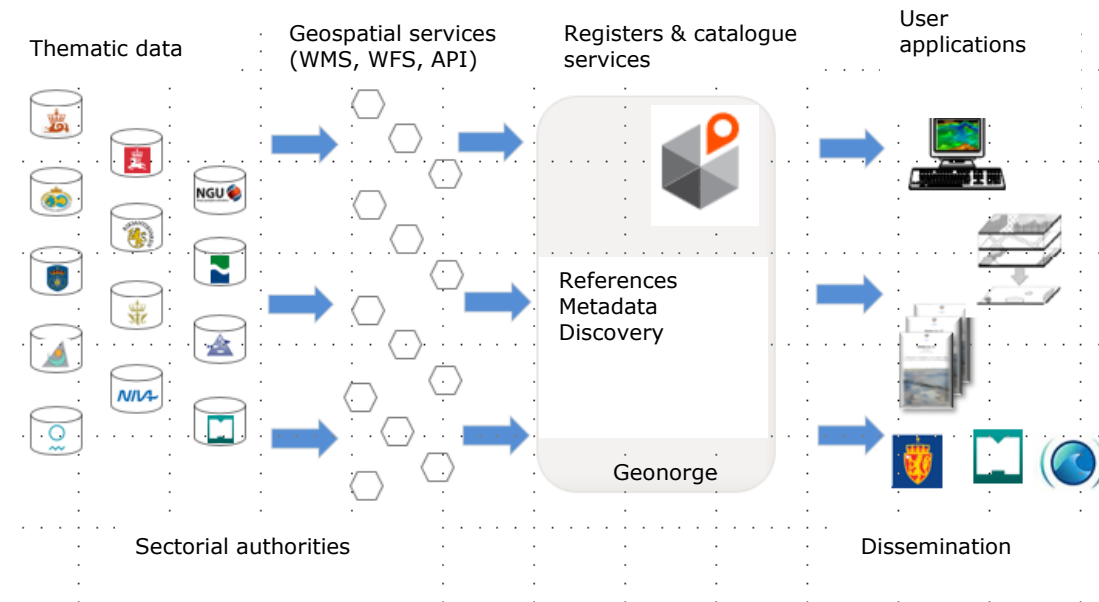 Thematic data
Geospatial services
(WMS, WFS, API)
Registers & catalogue
services
User
applications
NGU
NIVA
References
Metadata
Discovery
Geonorge
Sectorial authorities
Dissemination